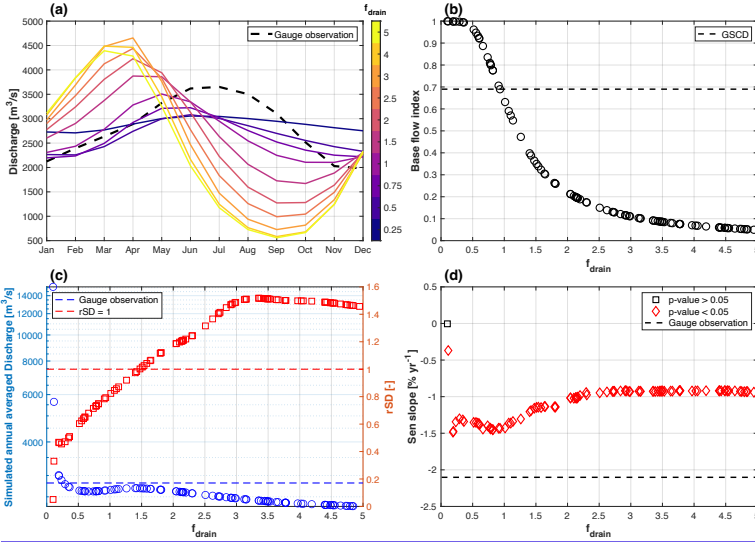 (a)
Gauge observation
f_drain
5000
4500
4000
3500
3000
2500
2000
1500
1000
500
Discharge [m³/s]
Jan Feb Mar Apr May Jun Jul Aug Sep Oct Nov Dec
5
4
3
2
1.5
1
0.75
0.5
0.25
(b)
GSCD
1
0.9
0.8
0.7
0.6
0.5
0.4
0.3
0.2
0.1
0
Base flow index
0 0.5 1 1.5 2 2.5 3 3.5 4 4.5 5
f_drain
(c)
Gauge observation
rSD = 1
14000
12000
10000
8000
6000
4000
Simulated annual averaged Discharge [m³/s]
1.6
1.4
1.2
1
0.8
0.6
0.4
0.2
0
rSD [-]
0 0.5 1 1.5 2 2.5 3 3.5 4 4.5 5
f_drain
(d)
p-value > 0.05
p-value < 0.05
Gauge observation
0.5
0
-0.5
-1
-1.5
-2
-2.5
Sen slope [% yr⁻¹]
0 0.5 1 1.5 2 2.5 3 3.5 4 4.5 5
f_drain